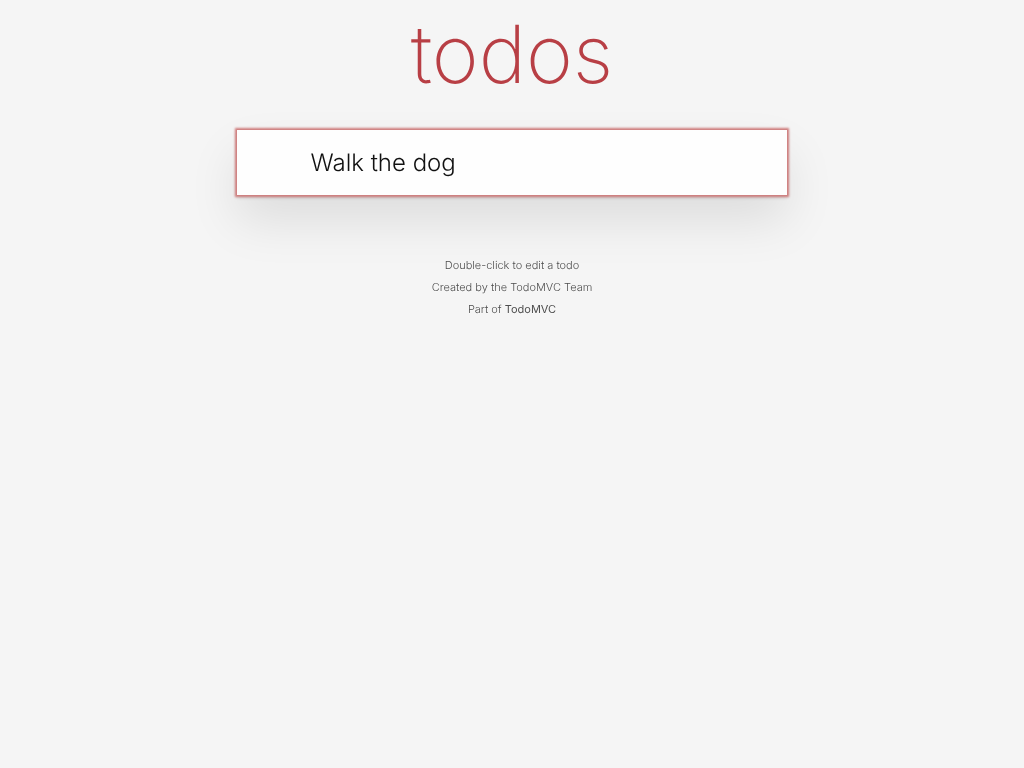 todos
Walk the dog
Double-click to edit a todo
Created by the TodoMVC Team
Part of TodoMVC